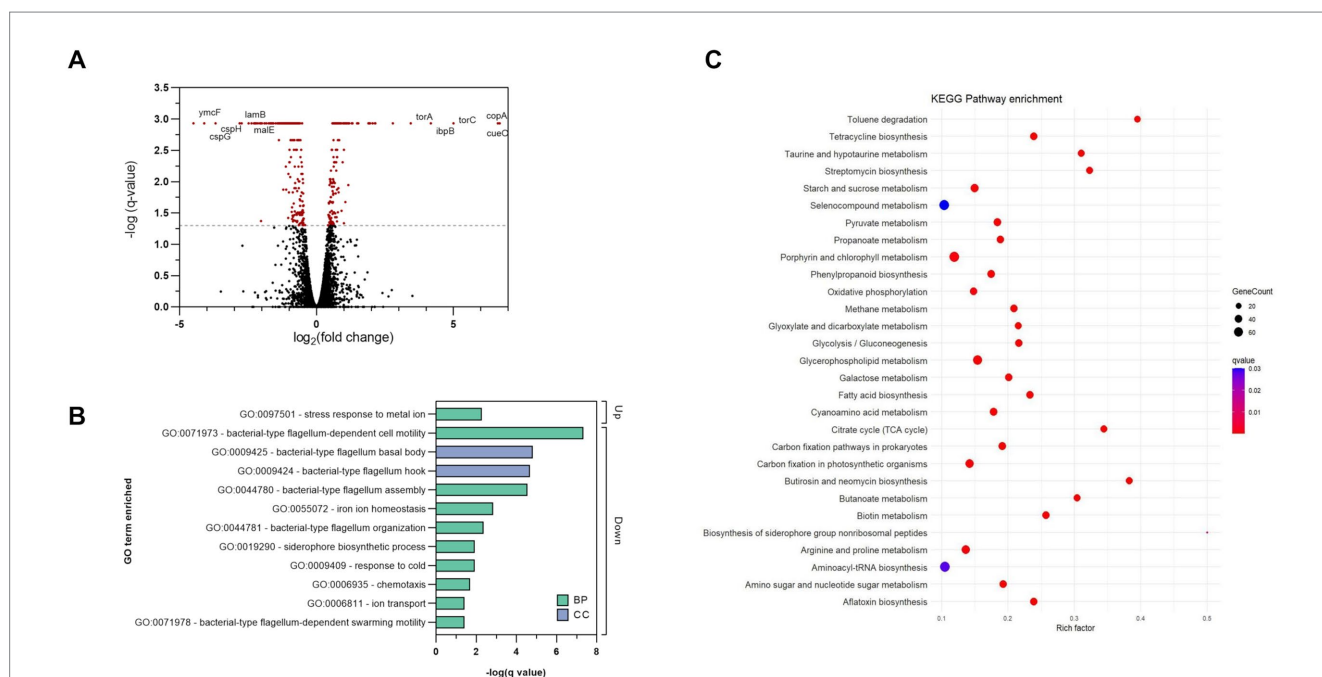 A
3.5
3.0
2.5
2.0
1.5
1.0
0.5
0.0
-log (q-value)
ymcF
lamB
cspH
malE
cspG
torA
torC
copA
ibpB
cueO
-5
0
5
log2(fold change)
B
GO term enriched
GO:0097501 - stress response to metal ion
GO:0071973 - bacterial-type flagellum-dependent cell motility
GO:0009425 - bacterial-type flagellum basal body
GO:0009424 - bacterial-type flagellum hook
GO:0044780 - bacterial-type flagellum assembly
GO:0055072 - iron ion homeostasis
GO:0044781 - bacterial-type flagellum organization
GO:0019290 - siderophore biosynthetic process
GO:0009409 - response to cold
GO:0006935 - chemotaxis
GO:0006811 - ion transport
GO:0071978 - bacterial-type flagellum-dependent swarming motility
Up
Down
BP
CC
0 2 4 6 8
-log(q value)
C
KEGG Pathway enrichment
Toluene degradation
Tetracycline biosynthesis
Taurine and hypotaurine metabolism
Streptomycin biosynthesis
Starch and sucrose metabolism
Selenocompound metabolism
Pyruvate metabolism
Propanoate metabolism
Porphyrin and chlorophyll metabolism
Phenylpropanoid biosynthesis
Oxidative phosphorylation
Methane metabolism
Glyoxylate and dicarboxylate metabolism
Glycolysis / Gluconeogenesis
Glycerophospholipid metabolism
Galactose metabolism
Fatty acid biosynthesis
Cyanoamino acid metabolism
Citrate cycle (TCA cycle)
Carbon fixation pathways in prokaryotes
Carbon fixation in photosynthetic organisms
Butirosin and neomycin biosynthesis
Butanoate metabolism
Biotin metabolism
Biosynthesis of siderophore group nonribosomal peptides
Arginine and proline metabolism
Aminoacyl-tRNA biosynthesis
Amino sugar and nucleotide sugar metabolism
Aflatoxin biosynthesis
0.1 0.2 0.3 0.4 0.5
Rich factor
GeneCount
20
40
60
qvalue
0.03
0.02
0.01